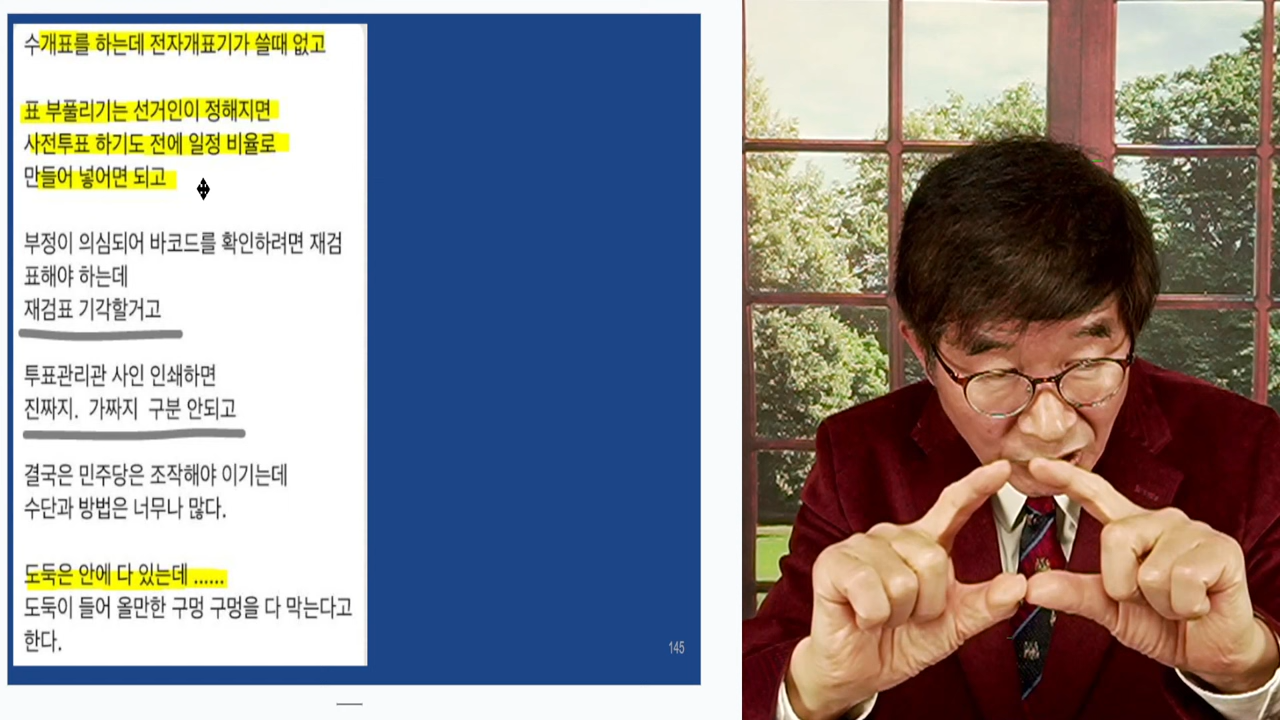 수개표를 하는데 전자개표기가 쓸때 없고
표 부풀리기는 선거인이 정해지면
사전투표 하기도 전에 일정 비율로
만들어 넣어면 되고
부정이 의심되어 바코드를 확인하려면 재검
표해야 하는데
재검표 기각할거고
투표관리관 사인 인쇄하면
진짜지. 가짜지 구분 안되고
결국은 민주당은 조작해야 이기는데
수단과 방법은 너무나 많다.
도둑은 안에 다 있는데 ......
도둑이 들어 올만한 구멍 구멍을 다 막는다고
한다.
145